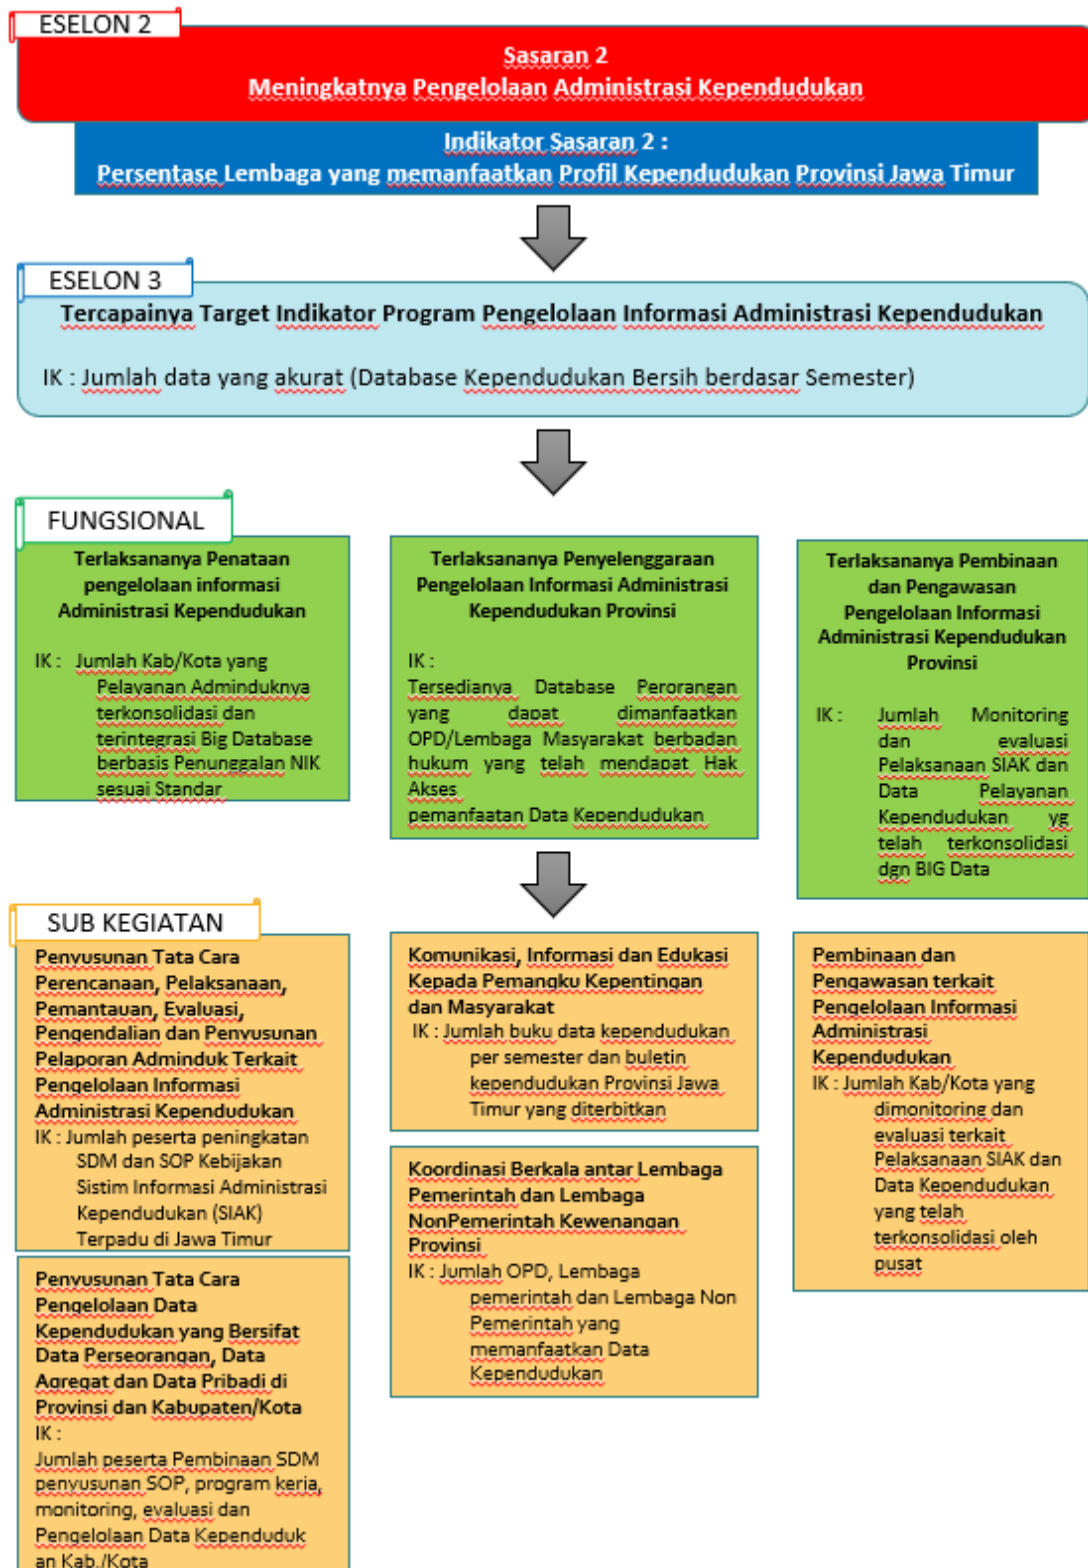 ESELON 2
Sasaran 2
Meningkatnya Pengelolaan Administrasi Kependudukan
Indikator Sasaran 2 :
Persentase Lembaga yang memanfaatkan Profil Kependudukan Provinsi Jawa Timur
ESELON 3
Tercapainya Target Indikator Program Pengelolaan Informasi Administrasi Kependudukan
IK : Jumlah data yang akurat (Database Kependudukan Bersih berdasar Semester)
FUNGSIONAL
Terlaksananya Penataan
pengelolaan informasi
Administrasi Kependudukan
IK : Jumlah Kab/Kota yang
Pelayanan Adminduknya
terkonsolidasi dan
terintegrasi Big Database
berbasis Penunggalan NIK
sesuai Standar
Terlaksananya Penyelenggaraan
Pengelolaan Informasi Administrasi
Kependudukan Provinsi
IK :
Tersedianya Database Perorangan
yang dapat dimanfaatkan
OPD/Lembaga Masyarakat berbadan
hukum yang telah mendapat Hak
Akses
pemanfaatan Data Kependudukan
Terlaksananya Pembinaan
dan Pengawasan
Pengelolaan Informasi
Administrasi Kependudukan
Provinsi
IK : Jumlah Monitoring
dan evaluasi
Pelaksanaan SIAK dan
Data Pelayanan
Kependudukan yg
telah terkonsolidasi
dgn BIG Data
SUB KEGIATAN
Penyusunan Tata Cara
Perencanaan, Pelaksanaan,
Pemantauan, Evaluasi,
Pengendalian dan Penyusunan
Pelaporan Adminduk Terkait
Pengelolaan Informasi
Administrasi Kependudukan
IK : Jumlah peserta peningkatan
SDM dan SOP Kebijakan
Sistim Informasi Administrasi
Kependudukan (SIAK)
Terpadu di Jawa Timur
Penyusunan Tata Cara
Pengelolaan Data
Kependudukan yang Bersifat
Data Perseorangan, Data
Agregat dan Data Pribadi di
Provinsi dan Kabupaten/Kota
IK :
Jumlah peserta Pembinaan SDM
penyusunan SOP, program kerja,
monitoring, evaluasi dan
Pengelolaan Data Kependuduk
an Kab./Kota
Komunikasi, Informasi dan Edukasi
Kepada Pemangku Kepentingan
dan Masyarakat
IK : Jumlah buku data kependudukan
per semester dan buletin
kependudukan Provinsi Jawa
Timur yang diterbitkan
Koordinasi Berkala antar Lembaga
Pemerintah dan Lembaga
NonPemerintah Kewenangan
Provinsi
IK : Jumlah OPD, Lembaga
pemerintah dan Lembaga Non
Pemerintah yang
memanfaatkan Data
Kependudukan
Pembinaan dan
Pengawasan terkait
Pengelolaan Informasi
Administrasi
Kependudukan
IK : Jumlah Kab/Kota yang
dimonitoring dan
evaluasi terkait
Pelaksanaan SIAK dan
Data Kependudukan
yang telah
terkonsolidasi oleh
pusat